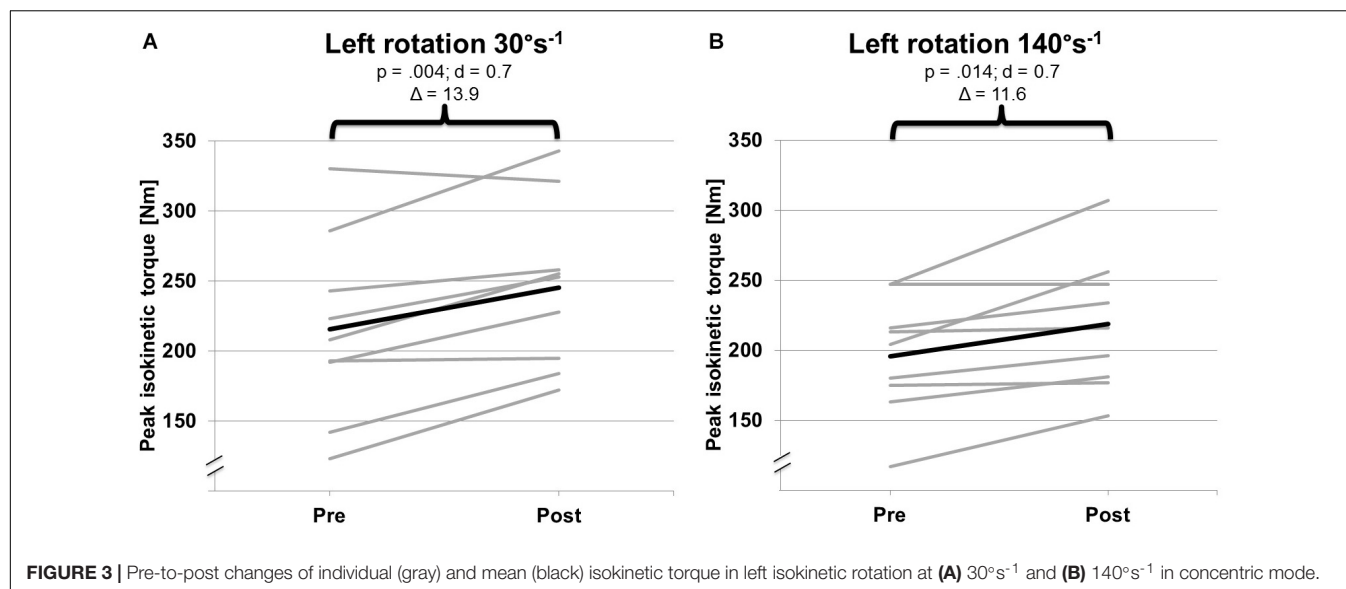 A
Left rotation 30°s⁻¹
p = .004; d = 0.7
Δ = 13.9
Peak isokinetic torque [Nm]
350
300
250
200
150
Pre Post
B
Left rotation 140°s⁻¹
p = .014; d = 0.7
Δ = 11.6
Peak isokinetic torque [Nm]
350
300
250
200
150
Pre Post
FIGURE 3 | Pre-to-post changes of individual (gray) and mean (black) isokinetic torque in left isokinetic rotation at (A) 30°s⁻¹ and (B) 140°s⁻¹ in concentric mode.